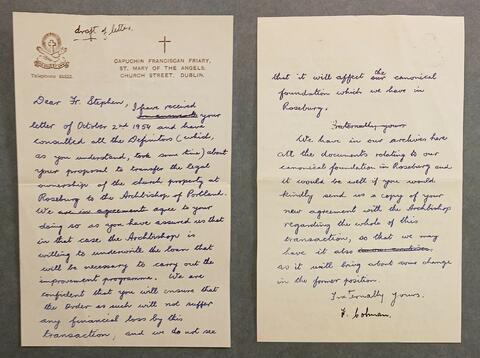 draft of letter.
CAPUCHIN FRANCISCAN FRIARY,
ST. MARY OF THE ANGELS,
CHURCH STREET, DUBLIN.
Telephone
Dear Fr. Stephen, I have received
in answer to your
letter of October 2nd 1954 and have
consulted all the Definitors (which,
as you understand, took some time) about
your proposal to transfer the legal
ownership of the church property at
Roseburg to the Archbishop of Portland.
We are in agreement agree to your
doing so as you have assured us that
in that case the Archbishop is
willing to underwrite the loan that
will be necessary to carry out the
improvement programme. We are
confident that you will ensure that
the Order as such will not suffer
any financial loss by this
transaction, and we do not see
that it will affect the our canonical
foundation which we have in
Roseburg.
Fraternally yours
We have in our archives here
all the documents relating to our
canonical foundation in Roseburg and
it would be well if you would
kindly send us a copy of your
new agreement with the Archbishop
regarding the whole of this
transaction, so that we may
have it also
as it will bring about some change
in the former position.
Fraternally yours.
F. Colman.